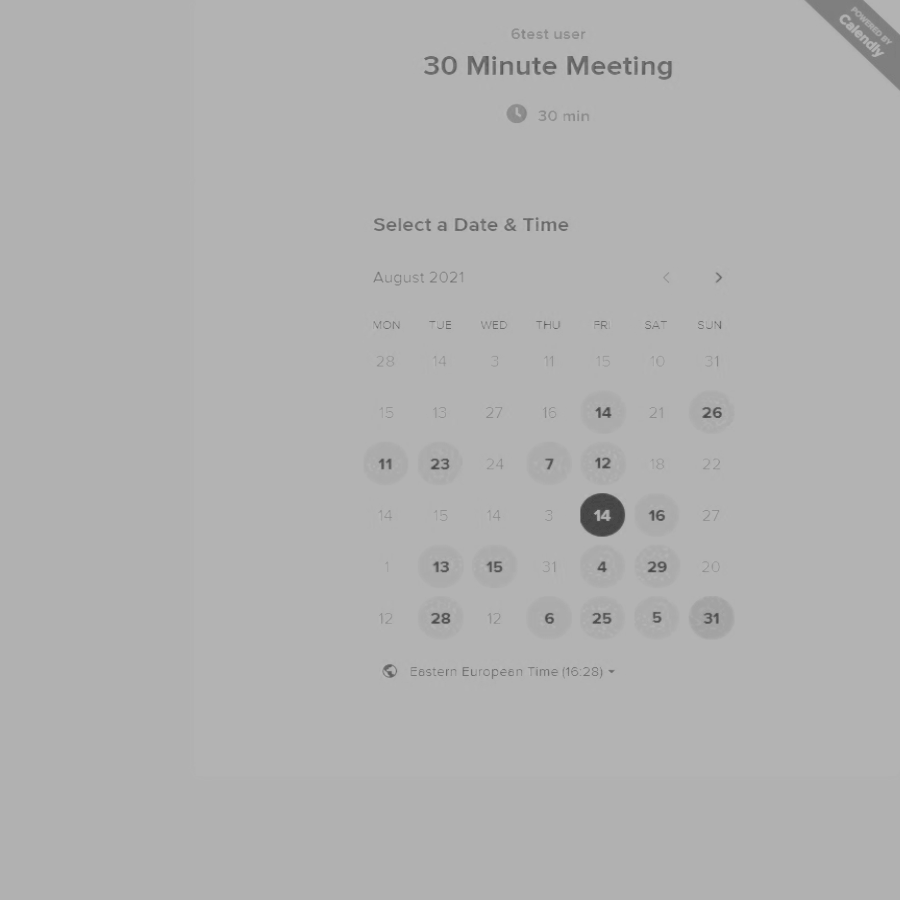 POWERED BY
Calendly
6test user
30 Minute Meeting
30 min
Select a Date & Time
August 2021
MON TUE WED THU FRI SAT SUN
28 14 3 11 15 10 31
15 13 27 16 14 21 26
11 23 24 7 12 18 22
14 15 14 3 14 16 27
1 13 15 31 4 29 20
12 28 12 6 25 5 31
Eastern European Time (16:28)